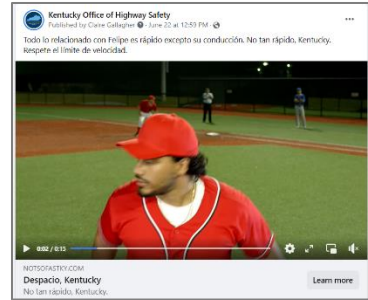 Kentucky Office of Highway Safety
Published by Claire Gallagher · June 22 at 12:53 PM ·
Todo lo relacionado con Felipe es rápido excepto su conducción. No tan rápido, Kentucky.
Respete el límite de velocidad.
0:02 / 0:15
NOTSOFASTKY.COM
Despacio, Kentucky
No tan rápido, Kentucky.
Learn more